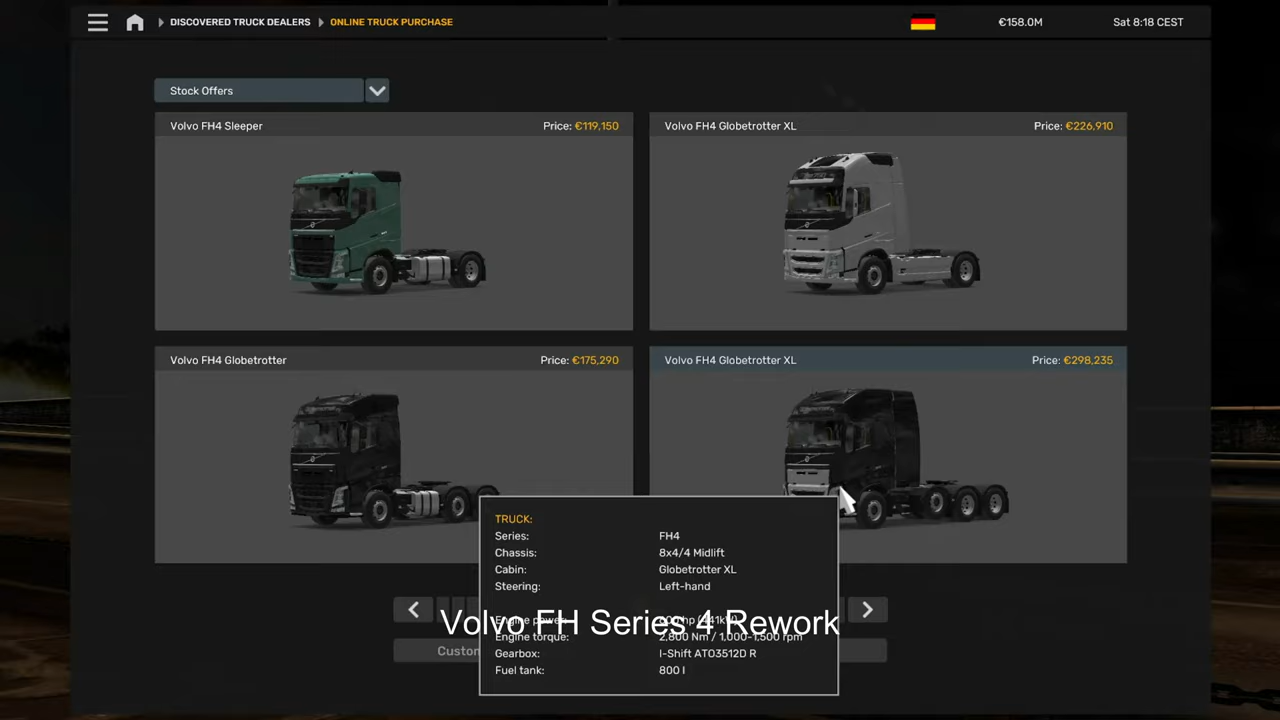 DISCOVERED TRUCK DEALERS ONLINE TRUCK PURCHASE €158.0M Sat 8:18 CEST
Stock Offers
Volvo FH4 Sleeper Price: €119,150
Volvo FH4 Globetrotter XL Price: €226,910
Volvo FH4 Globetrotter Price: €175,290
Volvo FH4 Globetrotter XL Price: €298,235
TRUCK:
Series: FH4
Chassis: 8x4/4 Midlift
Cabin: Globetrotter XL
Steering: Left-hand
Engine power:
Volvo FH Series 4 Rework
Engine torque: 2,800 Nm / 1,000-1,500 rpm
Gearbox: I-Shift ATO3512D R
Fuel tank: 800 l